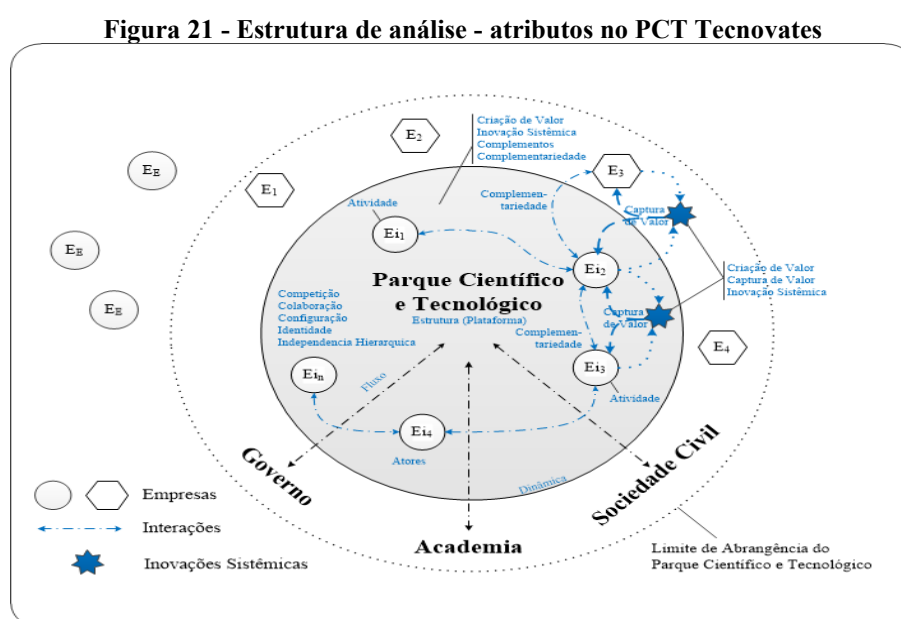 Figura 21 - Estrutura de análise - atributos no PCT Tecnovates
Criação de Valor
Inovação Sistêmica
Complementos
Complementariedade
E2
E3
EE
E1
Complemen-
tariedade
Atividade
Captura
de Valor
Ei1
EE
Ei2
Criação de Valor
Captura de Valor
Inovação Sistêmica
Parque Científico
e Tecnológico
Estrutura (Plataforma)
Competição
Colaboração
Configuração
Identidade
Independencia Hierarquica
EE
Captura
de Valor
Complemen-
tariedade
E4
Ein
Fluxo
Ei3
Atividade
Ei4
Atores
Governo
Dinâmica
Sociedade Civil
Academia
Empresas
Interações
Inovações Sistêmicas
Limite de Abrangência do
Parque Científico e Tecnológico